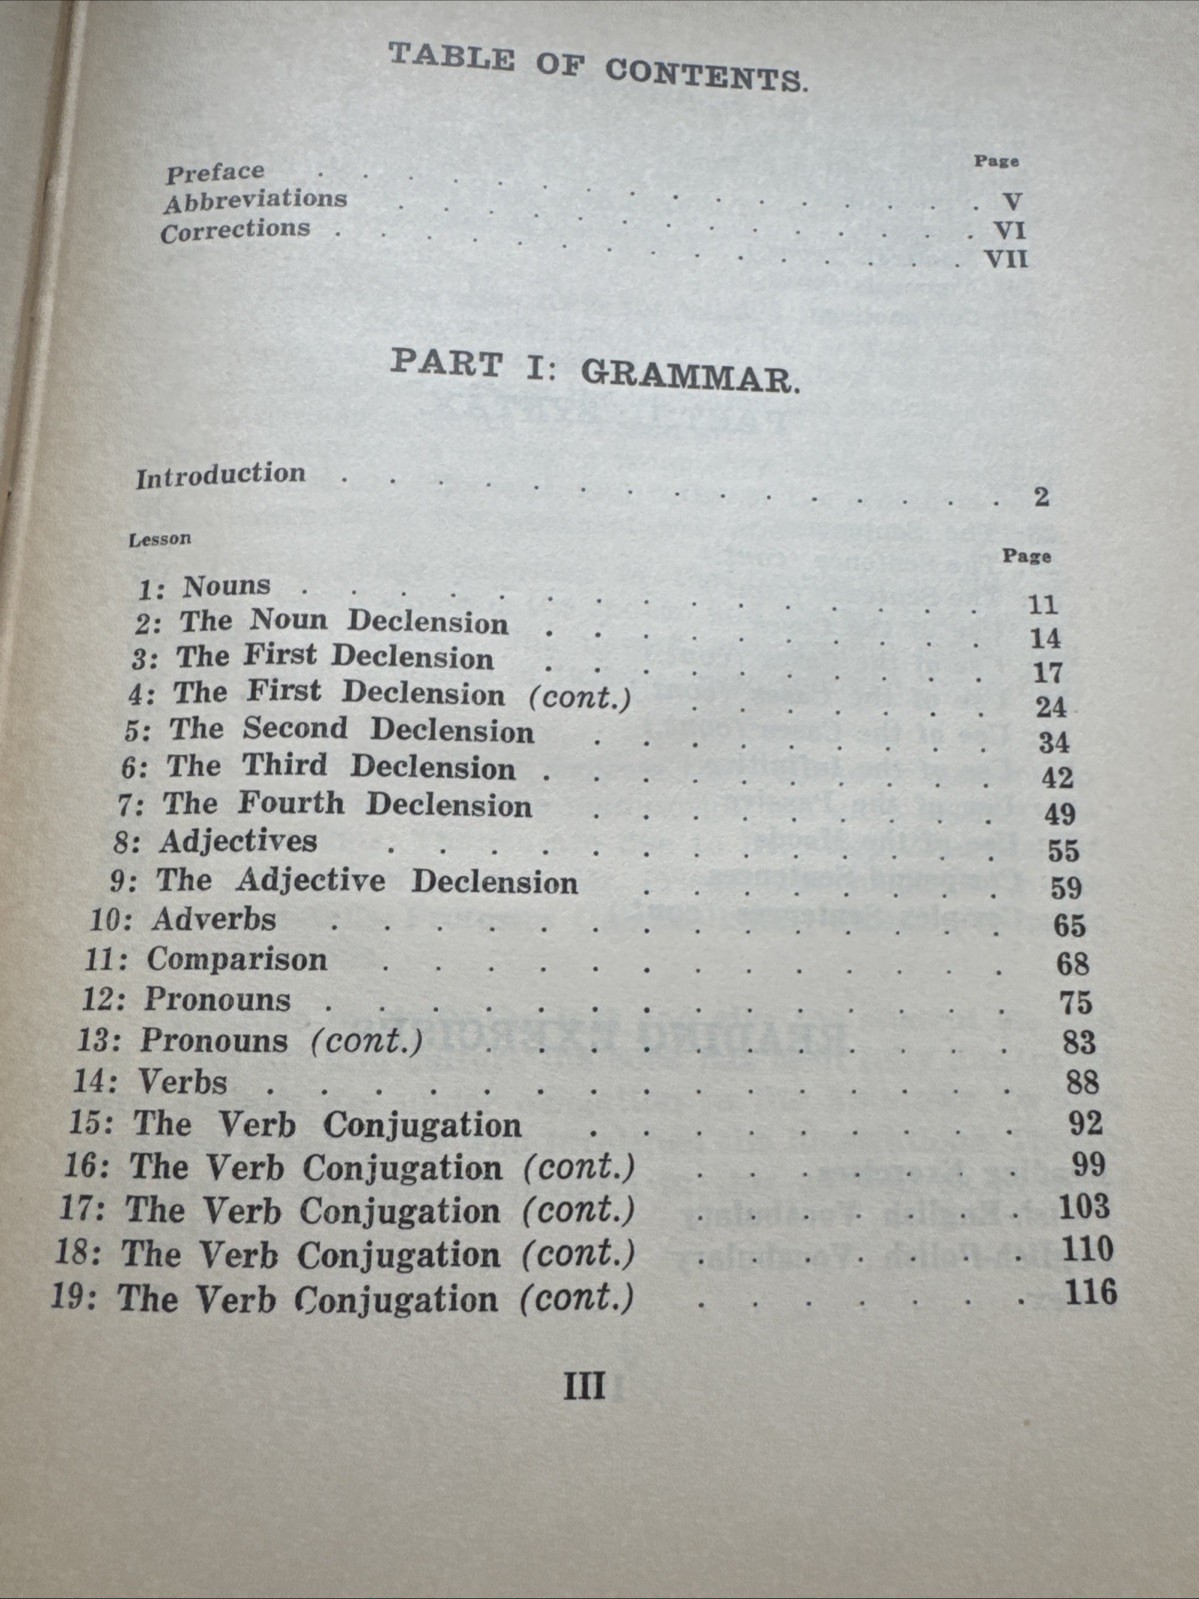 TABLE OF CONTENTS.
Page
Preface . . . . . . . . . . . . . . . V
Abbreviations . . . . . . . . . . . . . VI
Corrections . . . . . . . . . . . . . . VII
PART I: GRAMMAR.
Introduction . . . . . . . . . . . . . . . 2
Lesson Page
1: Nouns . . . . . . . . . . . . . . 11
2: The Noun Declension . . . . . . . . . 14
3: The First Declension . . . . . . . . . 17
4: The First Declension (cont.) . . . . . . 24
5: The Second Declension . . . . . . . . 34
6: The Third Declension . . . . . . . . . 42
7: The Fourth Declension . . . . . . . . 49
8: Adjectives . . . . . . . . . . . . 55
9: The Adjective Declension . . . . . . . 59
10: Adverbs . . . . . . . . . . . . . 65
11: Comparison . . . . . . . . . . . . 68
12: Pronouns . . . . . . . . . . . . . 75
13: Pronouns (cont.) . . . . . . . . . . 83
14: Verbs . . . . . . . . . . . . . . 88
15: The Verb Conjugation . . . . . . . . . 92
16: The Verb Conjugation (cont.) . . . . . . . 99
17: The Verb Conjugation (cont.) . . . . . . . 103
18: The Verb Conjugation (cont.) . . . . . . . 110
19: The Verb Conjugation (cont.) . . . . . . . 116
III